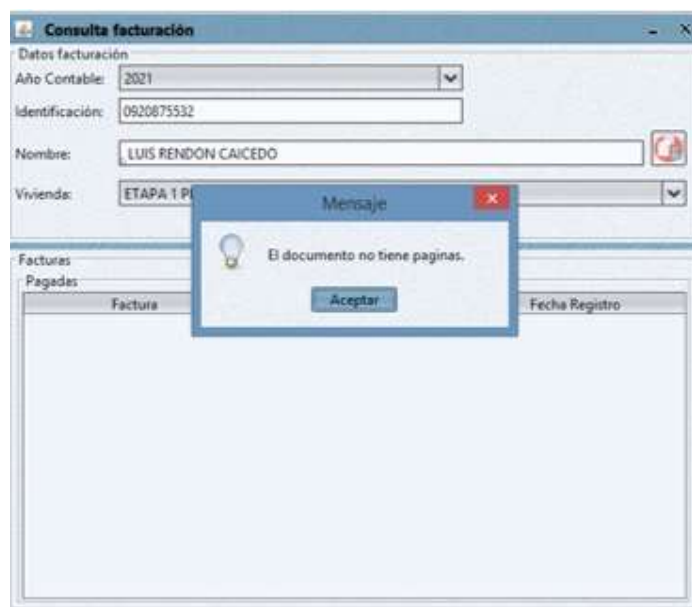 Consulta facturación
Datos facturación
Año Contable: 2021
Identificación: 0920875532
Nombre: LUIS RENDON CAICEDO
Vivienda: ETAPA 1
Mensaje
El documento no tiene paginas.
Aceptar
Facturas
Pagadas
Factura Fecha Registro